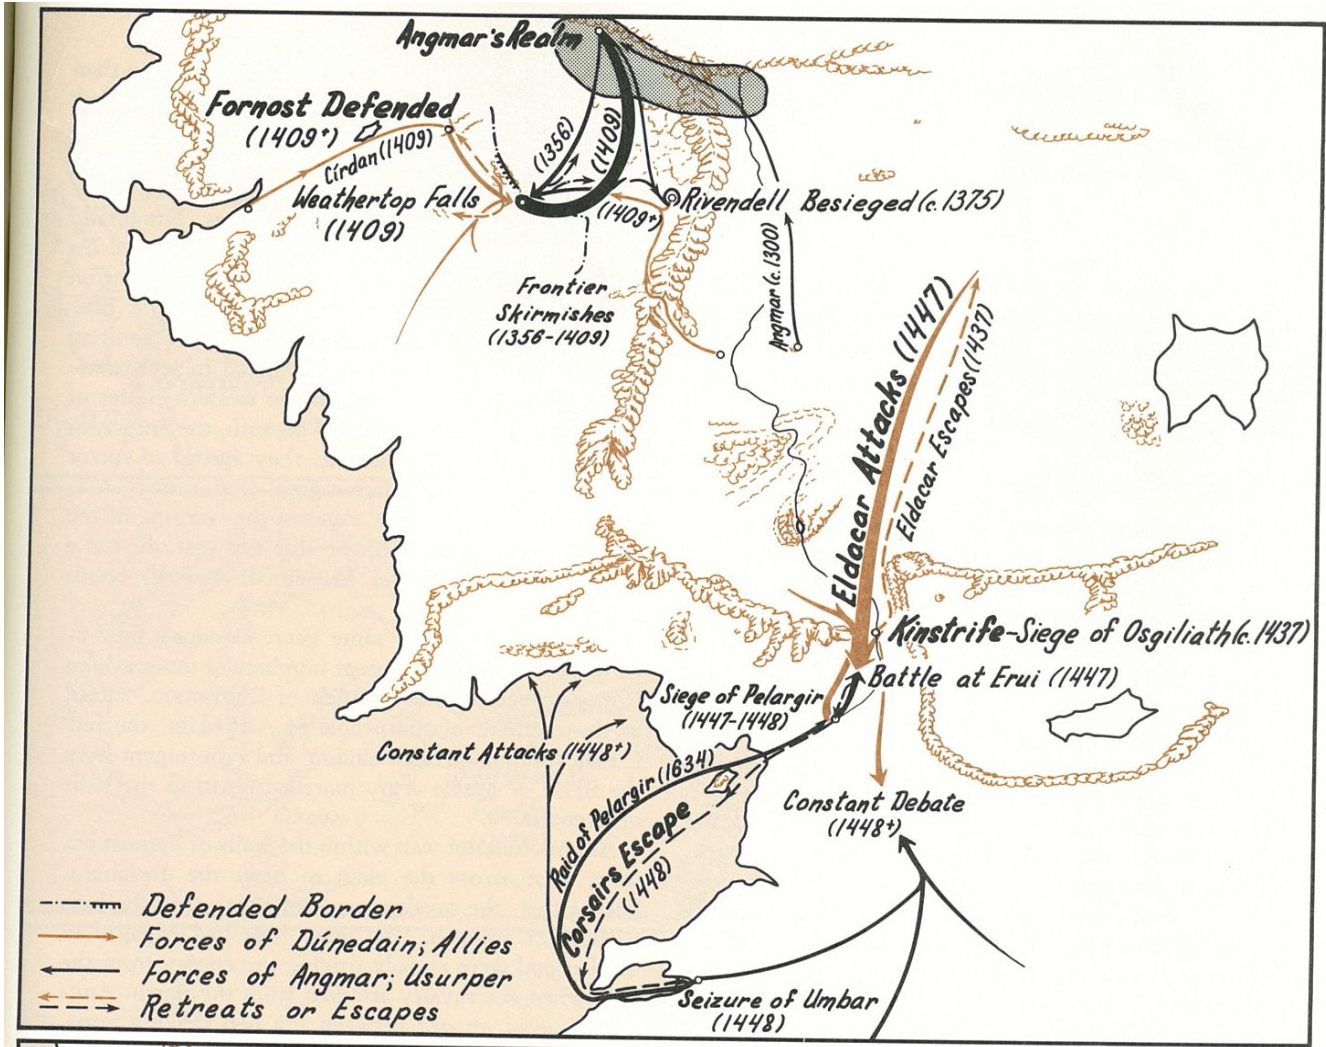 Angmar's Realm
Fornost Defended
(1409+)
Círdan (1409)
(1356)
(1409)
Weathertop Falls
(1409)
(1409+)
Rivendell Besieged (c. 1375)
Frontier
Skirmishes
(1356-1409)
Angmar (c. 1300)
Eldacar Attacks (1447)
Eldacar Escapes (1437)
Kinstrife-Siege of Osgiliath (c. 1437)
Battle at Erui (1447)
Siege of Pelargir
(1447-1448)
Constant Attacks (1448+)
Raid of Pelargir (1634)
Corsairs Escape
(1448)
Constant Debate
(1448+)
Seizure of Umbar
(1448)
Defended Border
Forces of Dúnedain; Allies
Forces of Angmar; Usurper
Retreats or Escapes